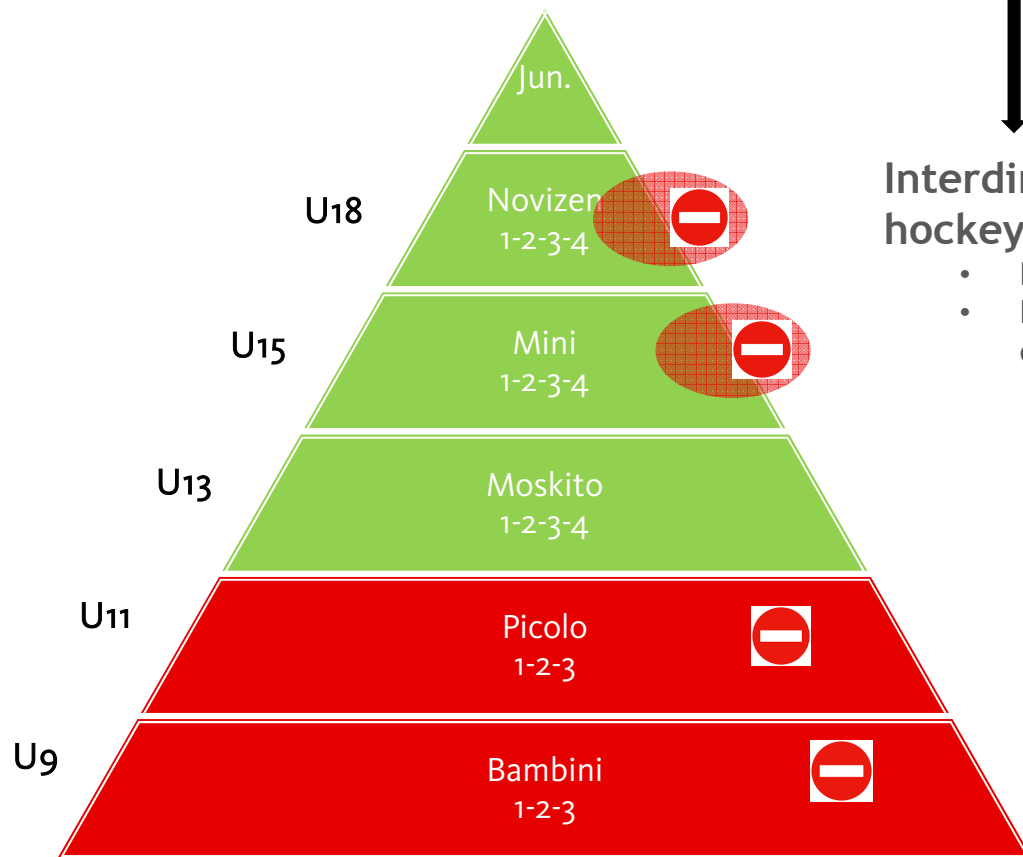 Jun.
U18
Novizen
1-2-3-4
U15
Mini
1-2-3-4
U13
Moskito
1-2-3-4
U11
Picolo
1-2-3
U9
Bambini
1-2-3
hockey